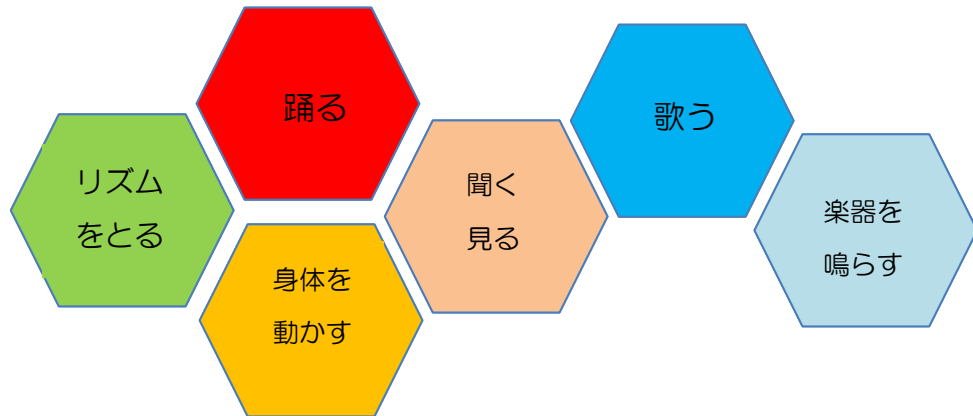 踊る
歌う
リズム
をとる
聞く
見る
楽器を
鳴らす
身体を
動かす